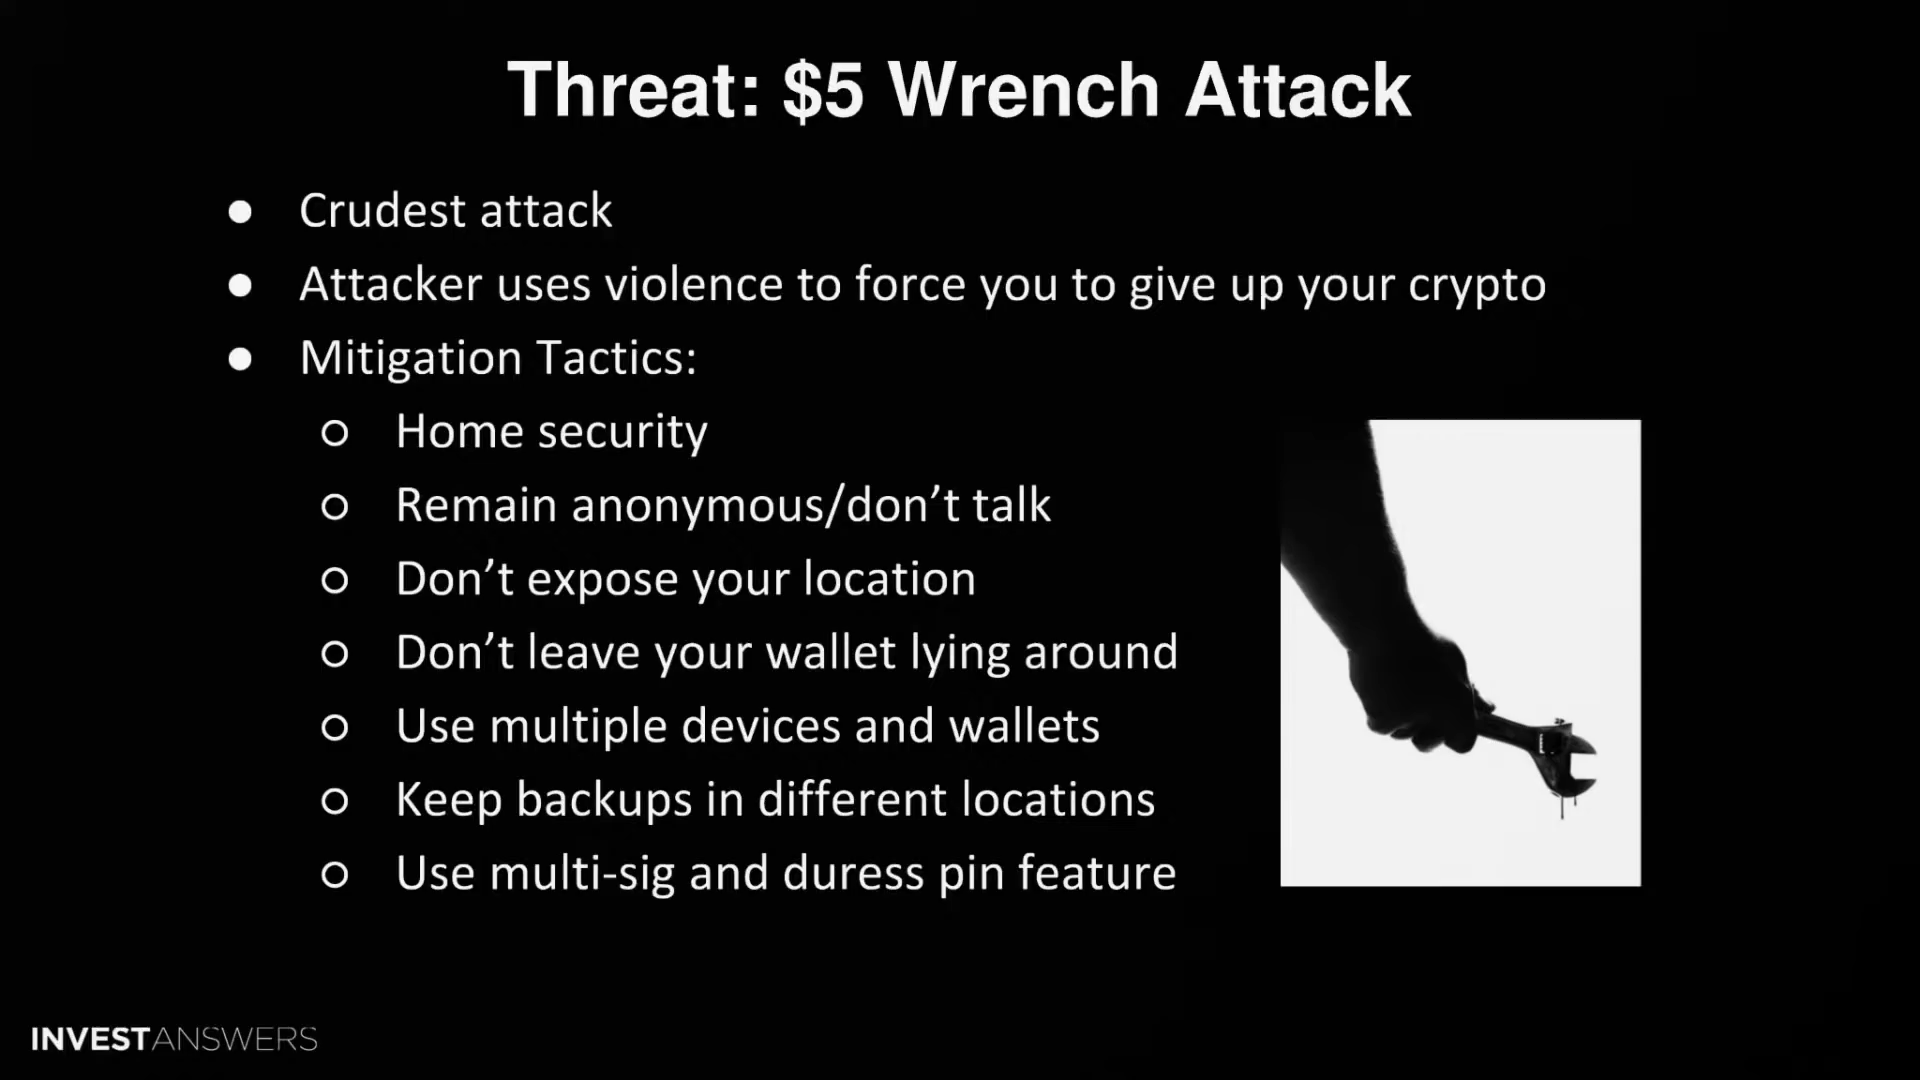 Threat: $5 Wrench Attack
● Crudest attack
● Attacker uses violence to force you to give up your crypto
● Mitigation Tactics:
○ Home security
○ Remain anonymous/don’t talk
○ Don’t expose your location
○ Don’t leave your wallet lying around
○ Use multiple devices and wallets
○ Keep backups in different locations
○ Use multi-sig and duress pin feature
INVESTANSWERS